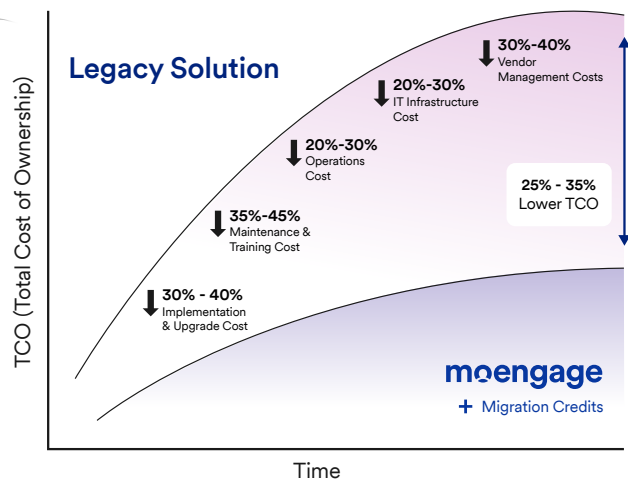 Legacy Solution
30%-40%
Vendor
Management Costs
20%-30%
IT Infrastructure
Cost
20%-30%
Operations
Cost
25% - 35%
Lower TCO
35%-45%
Maintenance &
Training Cost
30% - 40%
Implementation
& Upgrade Cost
moengage
+ Migration Credits
TCO (Total Cost of Ownership)
Time